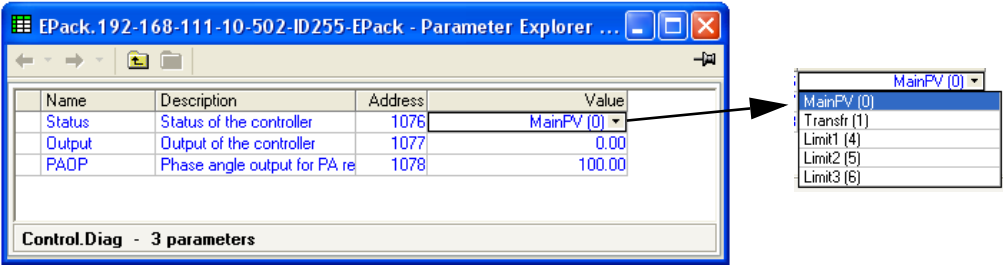 EPack.192-168-111-10-502-ID255-EPack - Parameter Explorer ...
Name Description Address Value
Status Status of the controller 1076 MainPV (0)
Output Output of the controller 1077 0.00
PAOP Phase angle output for PA re 1078 100.00
Control.Diag - 3 parameters
MainPV (0)
MainPV (0)
Transfr (1)
Limit1 (4)
Limit2 (5)
Limit3 (6)